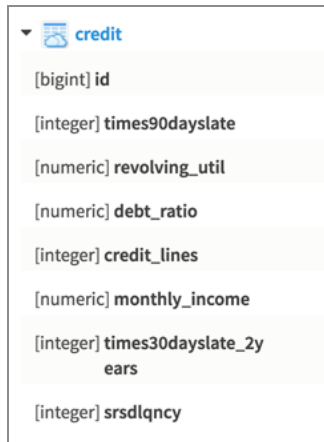 credit
[bigint] id
[integer] times90dayslate
[numeric] revolving_util
[numeric] debt_ratio
[integer] credit_lines
[numeric] monthly_income
[integer] times30dayslate_2y
ears
[integer] srsdlqncy